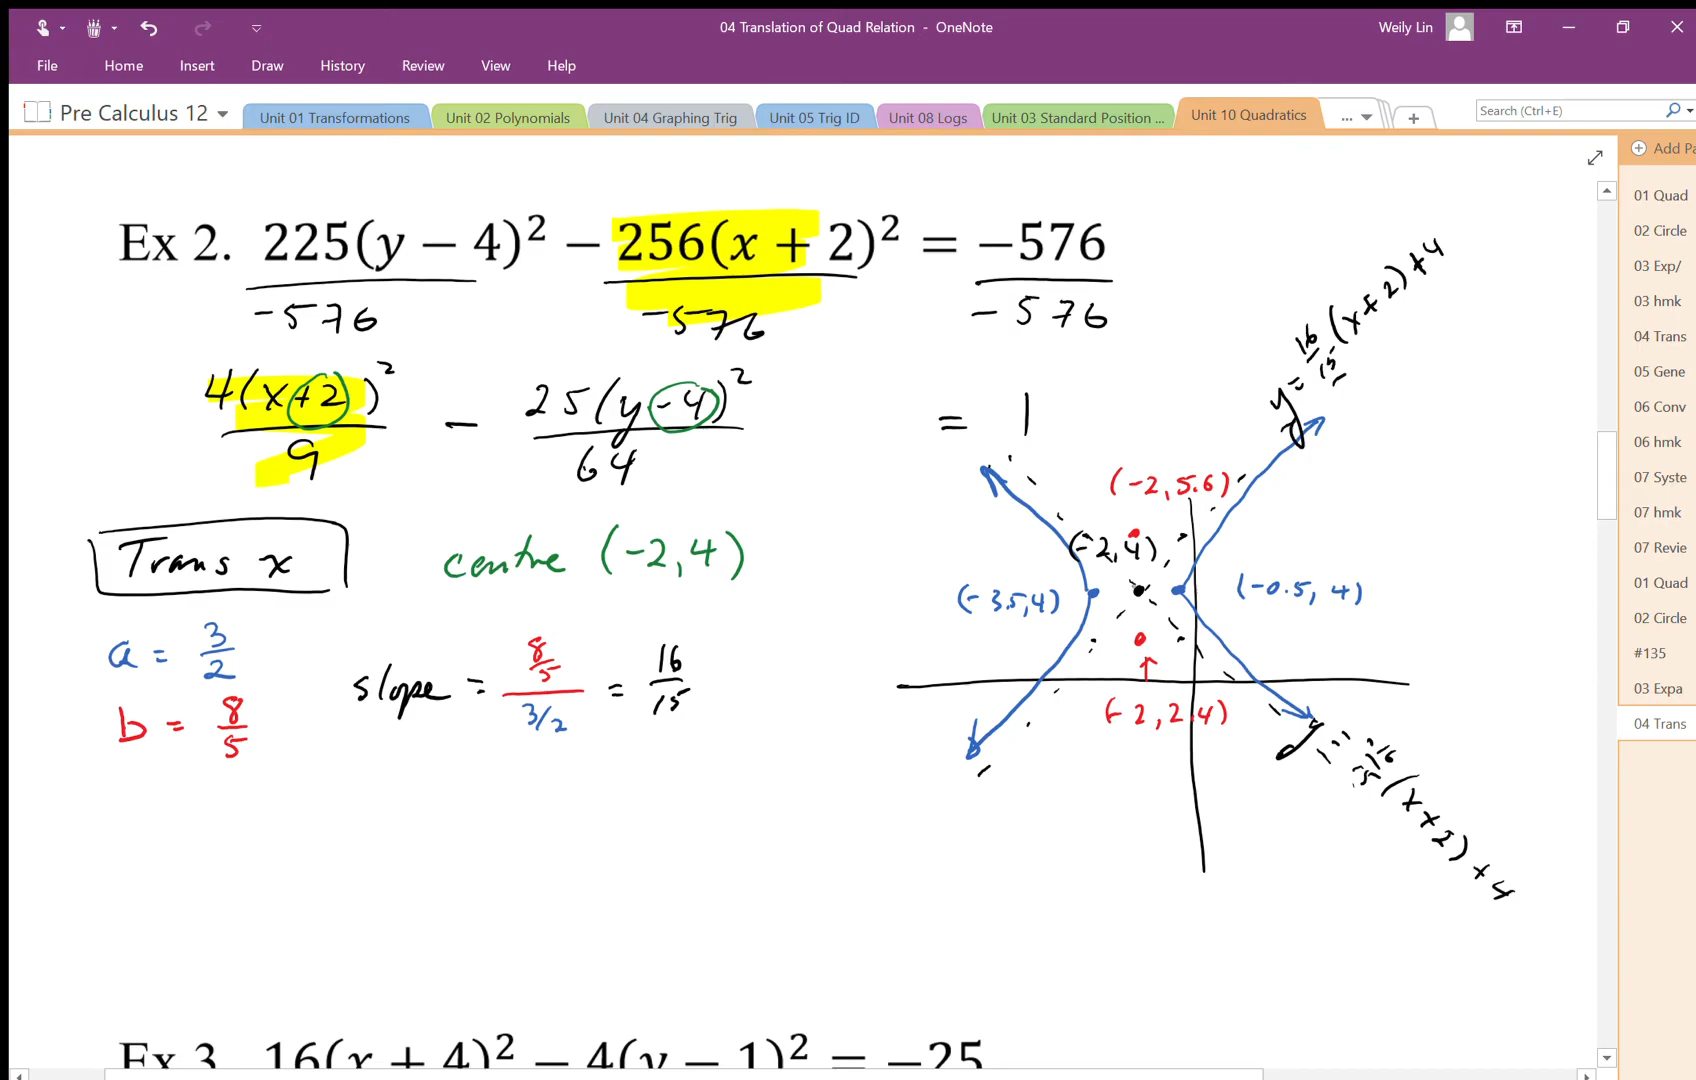 04 Translation of Quad Relation - OneNote
Weily Lin
File Home Insert Draw History Review View Help
Pre Calculus 12
Unit 01 Transformations Unit 02 Polynomials Unit 04 Graphing Trig Unit 05 Trig ID Unit 08 Logs Unit 03 Standard Position ... Unit 10 Quadratics ...
Search (Ctrl+E)
Add Pa
01 Quad
02 Circle
03 Exp/
03 hmk
04 Trans
05 Gene
06 Conv
06 hmk
07 Syste
07 hmk
07 Revie
01 Quad
02 Circle
#135
03 Expa
04 Trans
Ex 2. 225(y − 4)² − 256(x + 2)² = −576
-576 -576 -576
4(x+2)²/9 - 25(y-4)²/64 = 1
Trans x
centre (-2,4)
a = 3/2
b = 8/5
slope = (8/5)/(3/2) = 16/15
y = 16/15 (x+2)+4
(-2, 5.6)
(-2, 4)
(-3.5, 4)
(-0.5, 4)
(-2, 2.4)
y = -16/15 (x+2)+4
Ex 3. 16(x + 4)² − 4(y − 1)² = −25